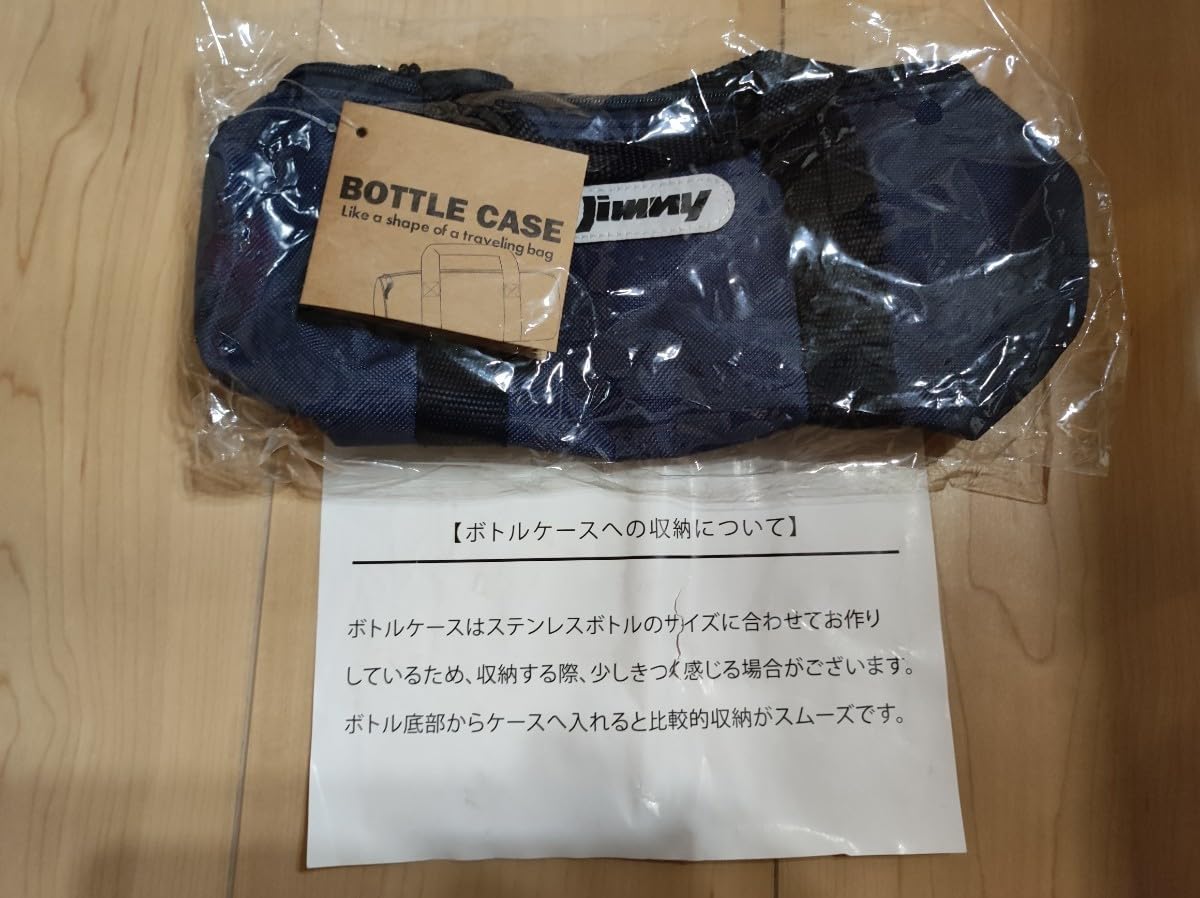 BOTTLE CASE
Like a shape of a traveling bag
Jimny
【ボトルケースへの収納について】
ボトルケースはステンレスボトルのサイズに合わせてお作り
しているため、収納する際、少しきつく感じる場合がございます。
ボトル底部からケースへ入れると比較的収納がスムーズです。